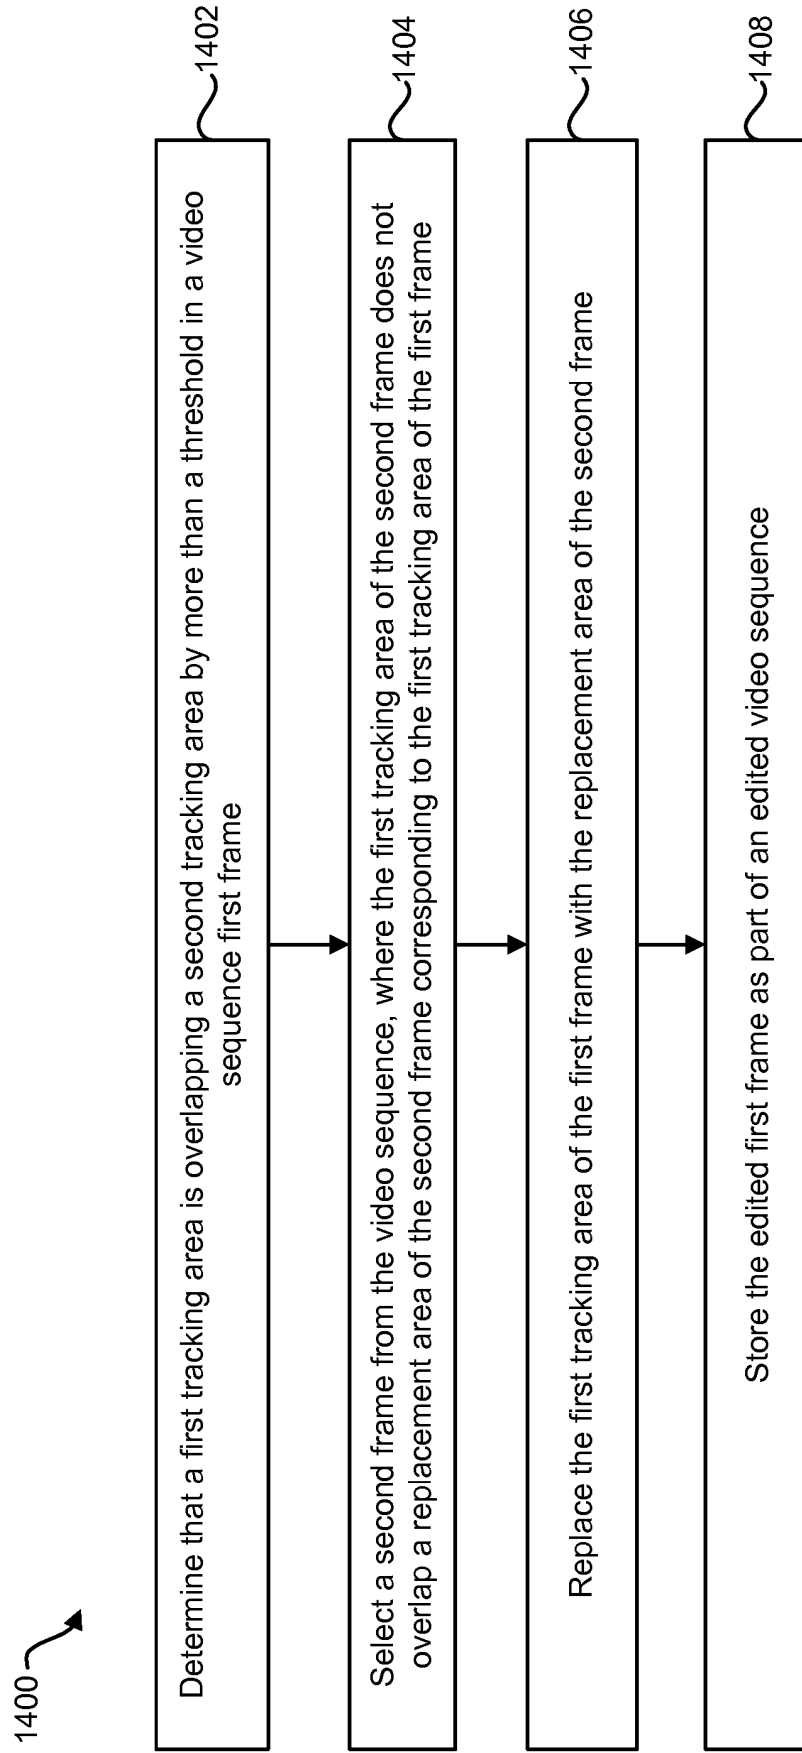 1400
Determine that a first tracking area is overlapping a second tracking area by more than a threshold in a video
sequence first frame
1402
Select a second frame from the video sequence, where the first tracking area of the second frame does not
overlap a replacement area of the second frame corresponding to the first tracking area of the first frame
1404
Replace the first tracking area of the first frame with the replacement area of the second frame
1406
Store the edited first frame as part of an edited video sequence
1408